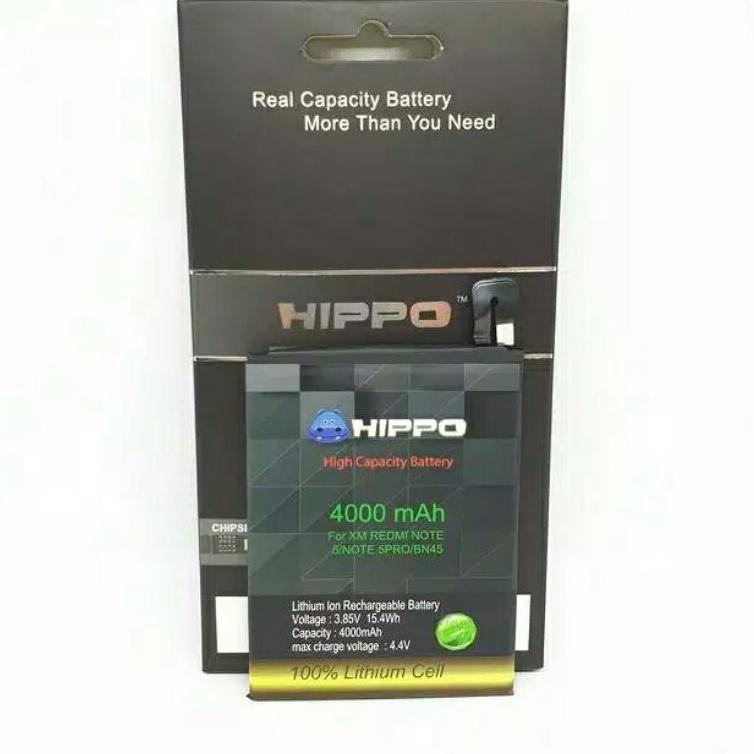 Real Capacity Battery
More Than You Need
HIPPO™
HIPPO
High Capacity Battery
4000 mAh
For XM REDMI NOTE
5/NOTE 5PRO/BN45
CHIPS
Lithium Ion Rechargeable Battery
Voltage : 3.85V 15.4Wh
Capacity : 4000mAh
max charge voltage : 4.4V
100% Lithium Cell